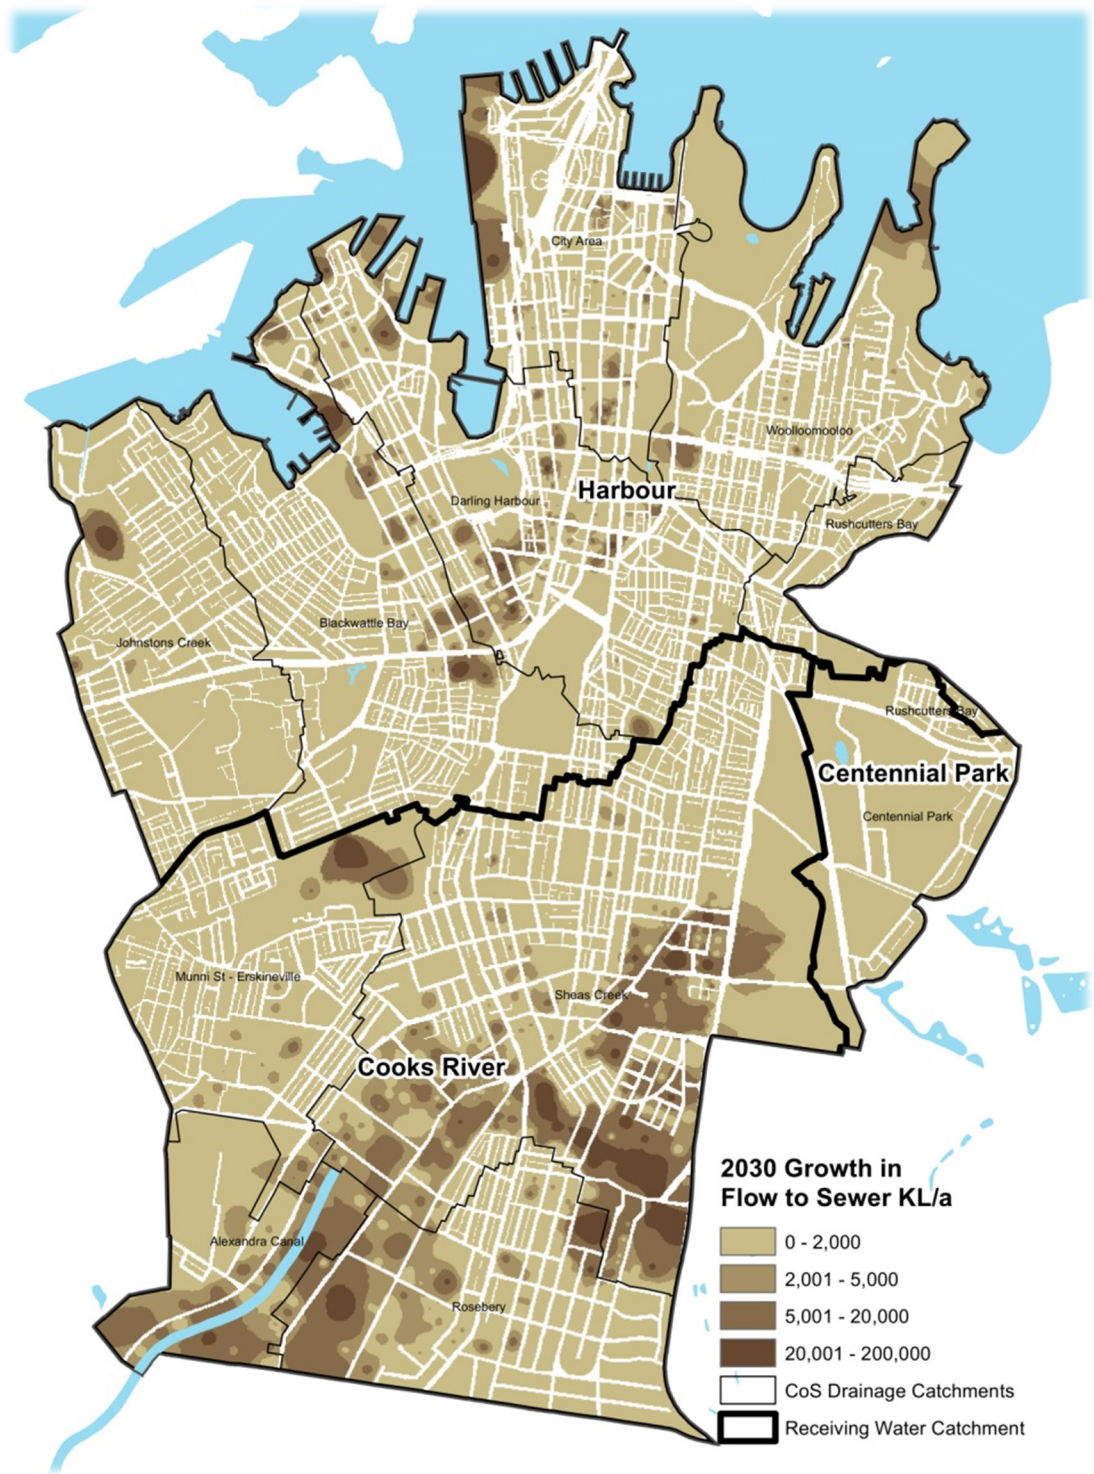 City Area
Woolloomooloo
Harbour
Darling Harbour
Rushcutters Bay
Blackwattle Bay
Johnstons Creek
Rushcutters Bay
Centennial Park
Centennial Park
Munni St - Erskineville
Sheas Creek
Cooks River
Alexandra Canal
Rosebery
2030 Growth in
Flow to Sewer KL/a
0 - 2,000
2,001 - 5,000
5,001 - 20,000
20,001 - 200,000
CoS Drainage Catchments
Receiving Water Catchment